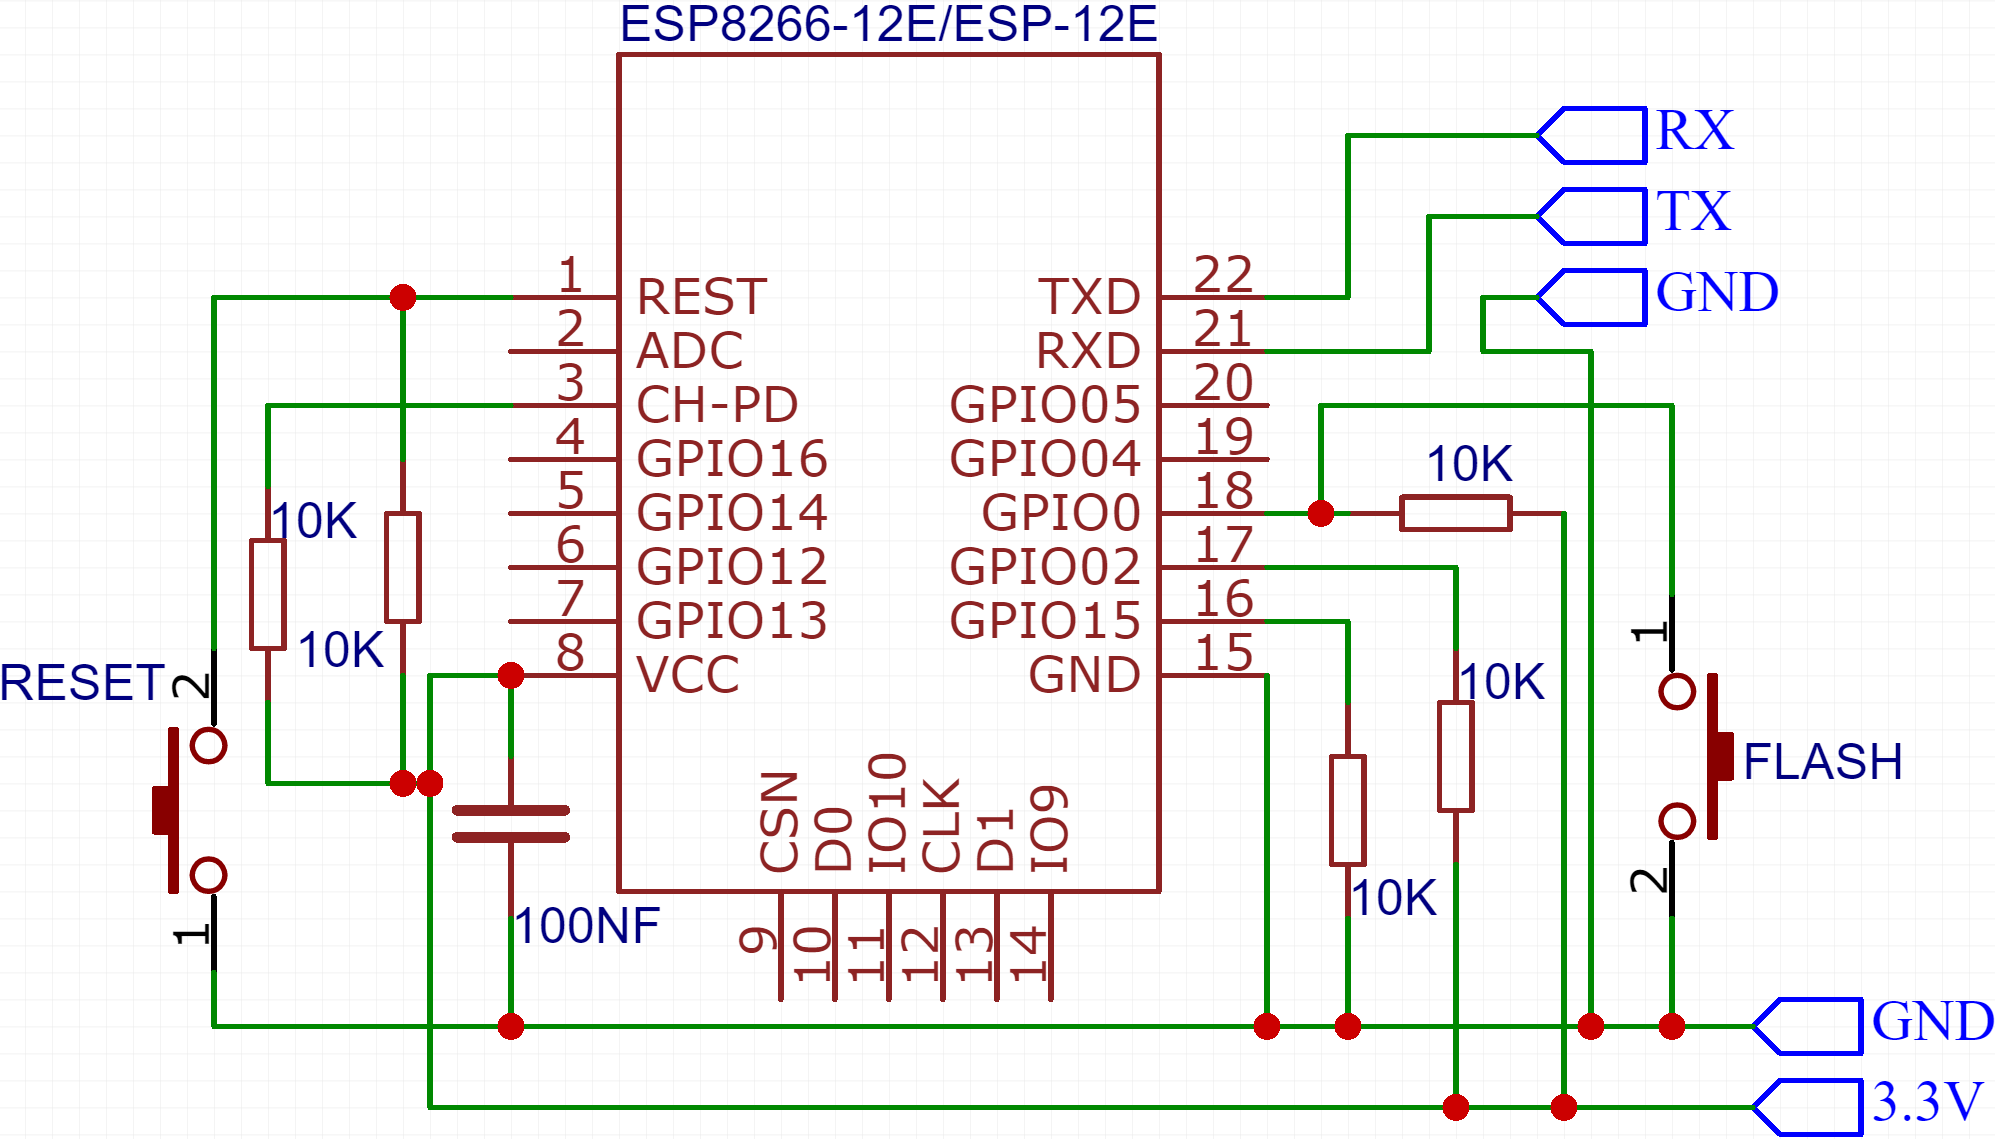 ESP8266-12E/ESP-12E
RX
TX
GND
1 REST
2 ADC
3 CH-PD
4 GPIO16
5 GPIO14
6 GPIO12
7 GPIO13
8 VCC
TXD 22
RXD 21
GPIO05 20
GPIO04 19
GPIO0 18
GPIO02 17
GPIO15 16
GND 15
CSN 9
D0 10
IO10 11
CLK 12
D1 13
IO9 14
10K
10K
RESET
2
1
100NF
10K
10K
10K
1
FLASH
2
GND
3.3V